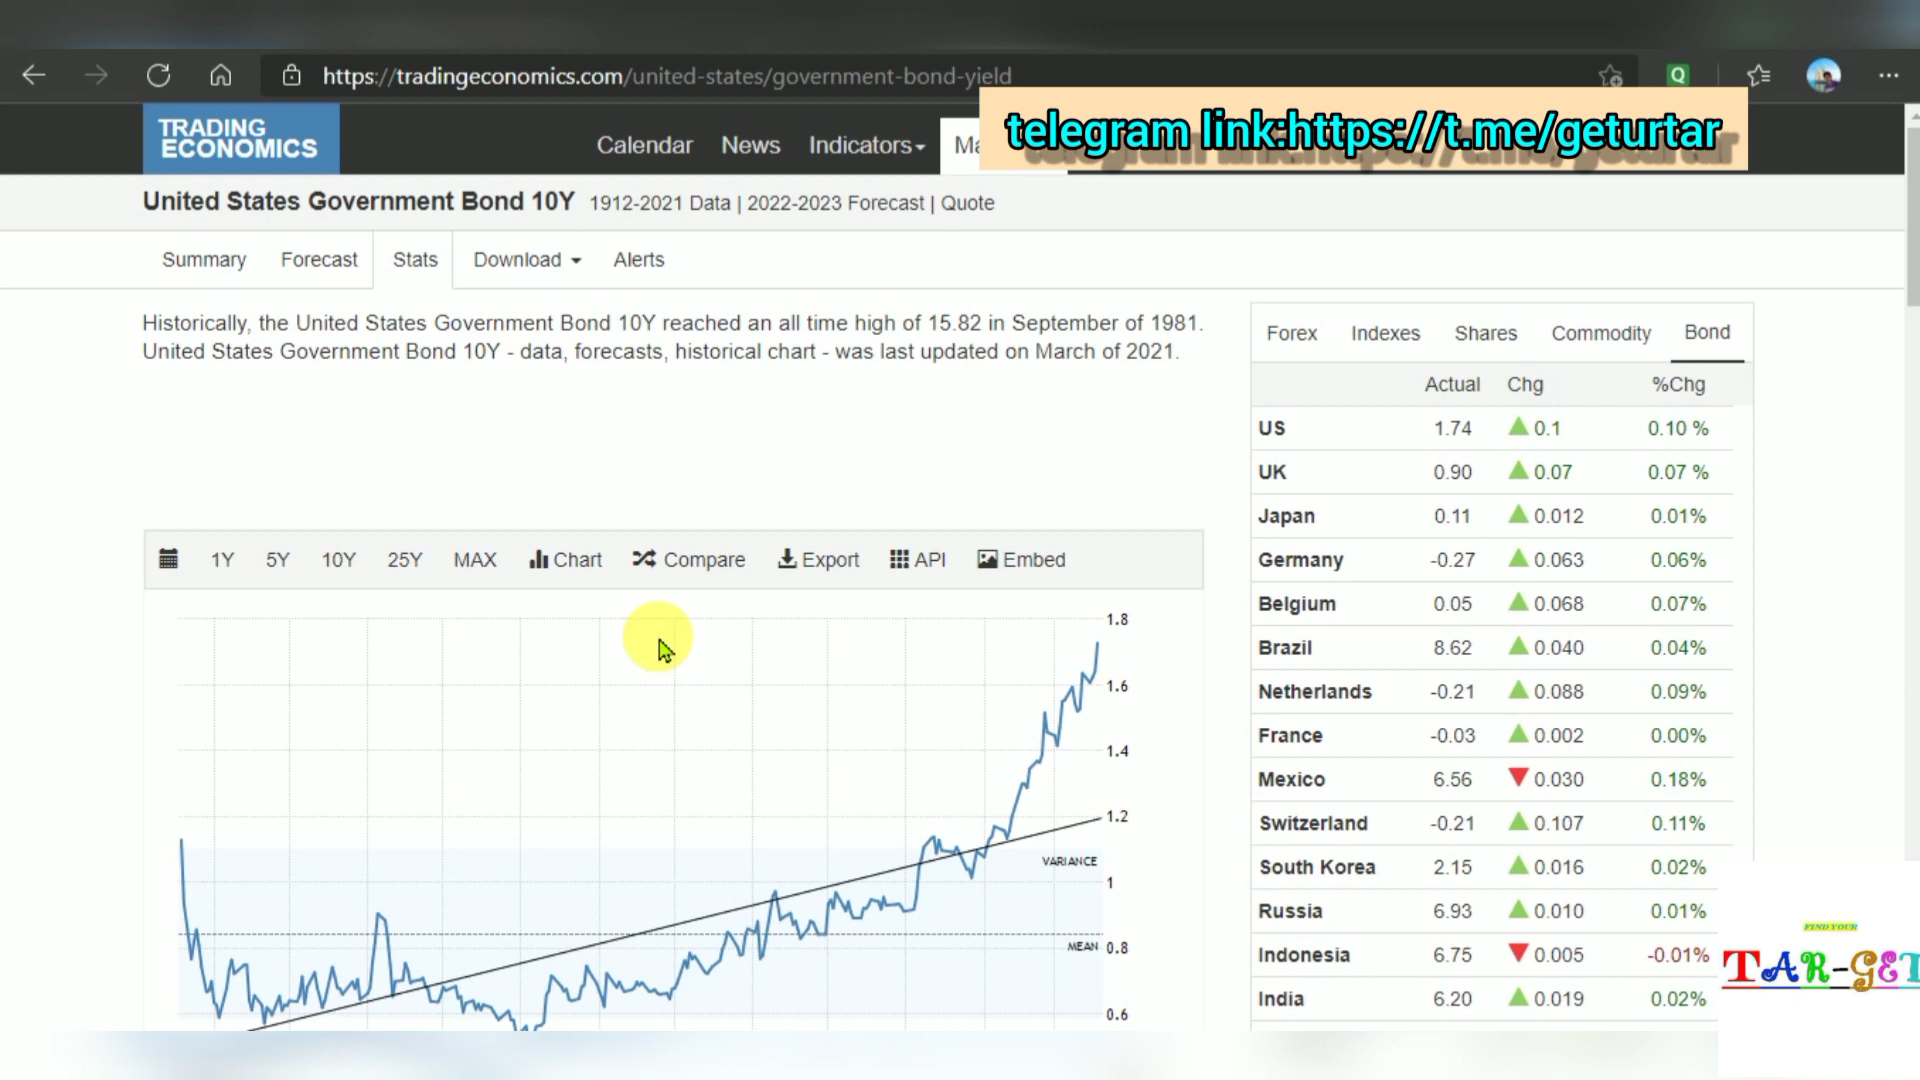 https://tradingeconomics.com/united-states/government-bond-yield
Q
telegram link:https://t.me/geturtar
TRADING
ECONOMICS
Calendar News Indicators Ma
United States Government Bond 10Y 1912-2021 Data | 2022-2023 Forecast | Quote
Summary Forecast Stats Download Alerts
Historically, the United States Government Bond 10Y reached an all time high of 15.82 in September of 1981.
United States Government Bond 10Y - data, forecasts, historical chart - was last updated on March of 2021.
1Y 5Y 10Y 25Y MAX Chart Compare Export API Embed
1.8
1.6
1.4
1.2
VARIANCE
1
MEAN 0.8
0.6
Forex Indexes Shares Commodity Bond
Actual Chg %Chg
US 1.74 0.1 0.10 %
UK 0.90 0.07 0.07 %
Japan 0.11 0.012 0.01%
Germany -0.27 0.063 0.06%
Belgium 0.05 0.068 0.07%
Brazil 8.62 0.040 0.04%
Netherlands -0.21 0.088 0.09%
France -0.03 0.002 0.00%
Mexico 6.56 0.030 0.18%
Switzerland -0.21 0.107 0.11%
South Korea 2.15 0.016 0.02%
Russia 6.93 0.010 0.01%
Indonesia 6.75 0.005 -0.01%
India 6.20 0.019 0.02%
FIND YOUR
TAR-GET